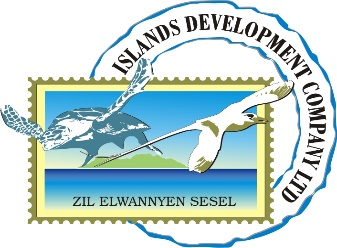 ISLANDS DEVELOPMENT COMPANY LTD
ZIL ELWANNYEN SESEL